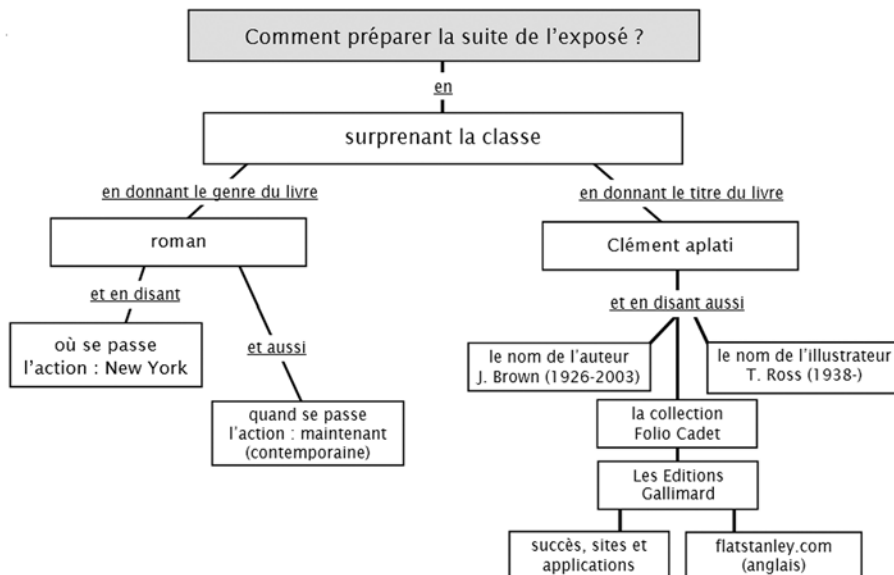 Comment préparer la suite de l'exposé ?
en
surprenant la classe
en donnant le genre du livre
en donnant le titre du livre
roman
Clément aplati
et en disant
et en disant aussi
où se passe
l'action : New York
et aussi
le nom de l'auteur
J. Brown (1926-2003)
le nom de l'illustrateur
T. Ross (1938-)
quand se passe
l'action : maintenant
(contemporaine)
la collection
Folio Cadet
Les Editions
Gallimard
succès, sites et
applications
flatstanley.com
(anglais)